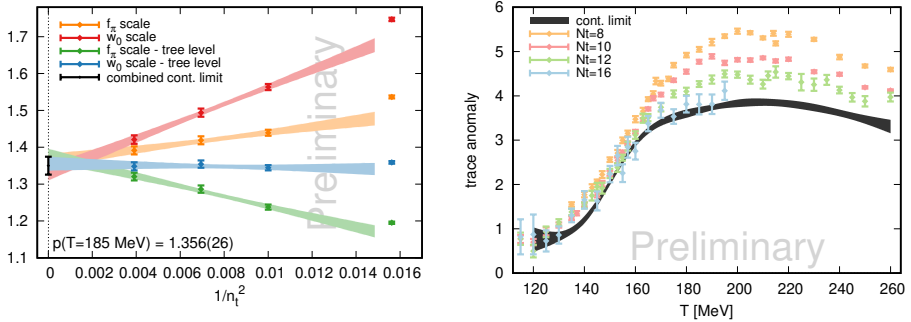 1.7
1.6
1.5
1.4
1.3
1.2
1.1
f_π scale
w_0 scale
f_π scale - tree level
w_0 scale - tree level
combined cont. limit
Preliminary
p(T=185 MeV) = 1.356(26)
0 0.002 0.004 0.006 0.008 0.01 0.012 0.014 0.016
1/n_t^2
trace anomaly
6
5
4
3
2
1
0
cont. limit
Nt=8
Nt=10
Nt=12
Nt=16
Preliminary
120 140 160 180 200 220 240 260
T [MeV]